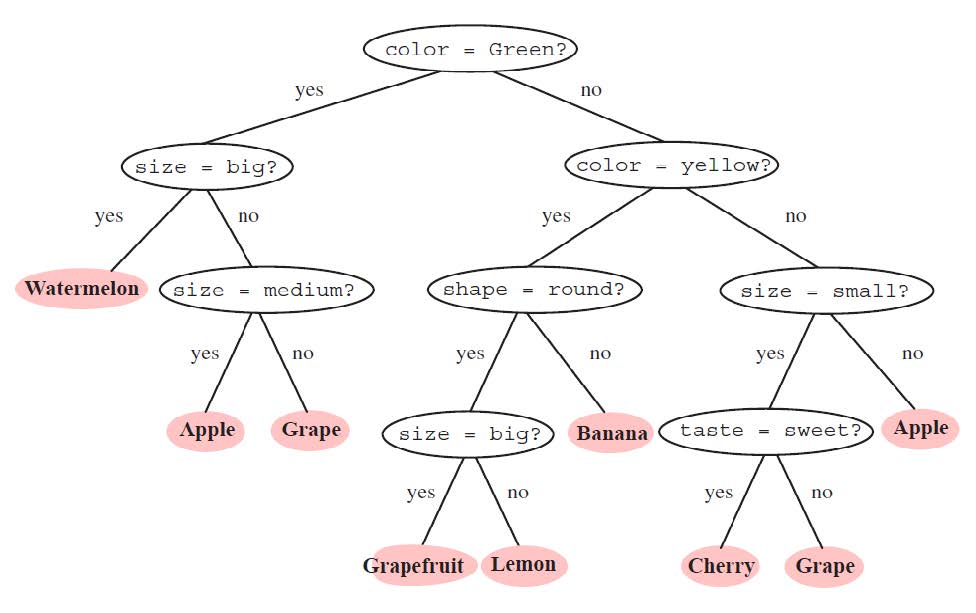 color = Green?
yes
no
size = big?
color = yellow?
yes
no
yes
no
Watermelon
size = medium?
shape = round?
size = small?
yes
no
yes
no
yes
no
Apple
Grape
size = big?
Banana
taste = sweet?
Apple
yes
no
yes
no
Grapefruit
Lemon
Cherry
Grape